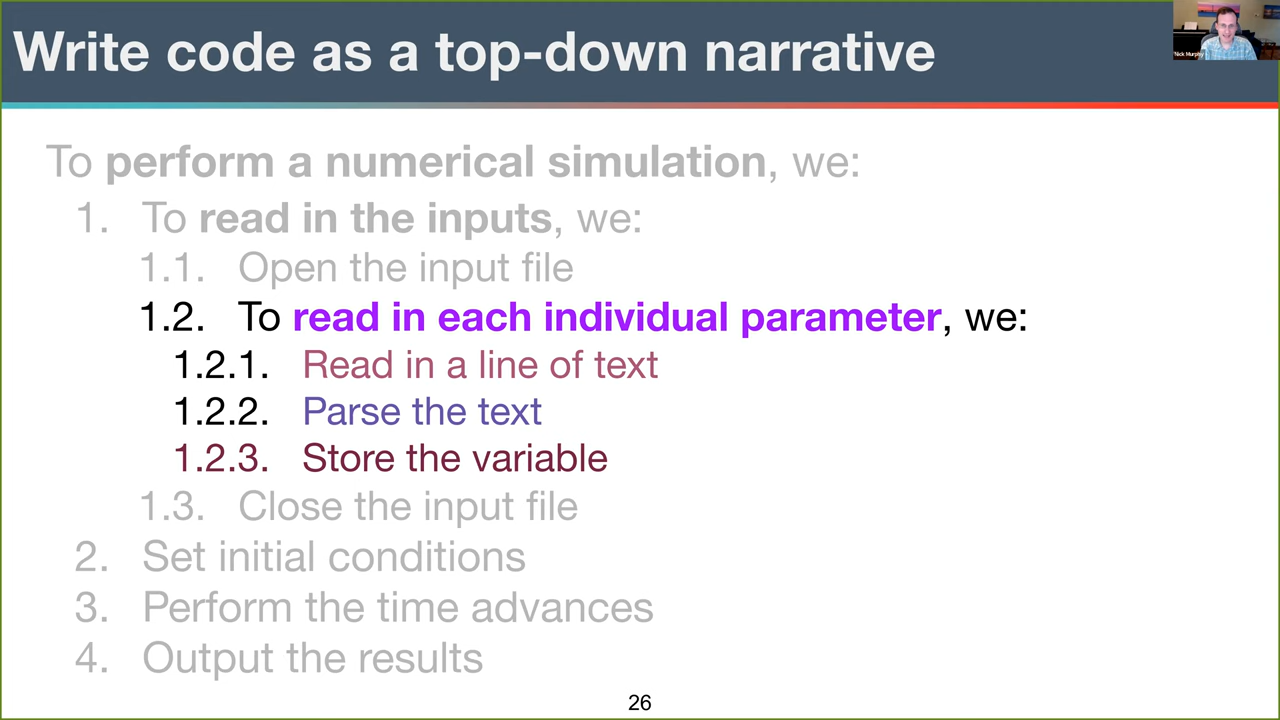 Write code as a top-down narrative
Nick Murphy
To perform a numerical simulation, we:
1. To read in the inputs, we:
1.1. Open the input file
1.2. To read in each individual parameter, we:
1.2.1. Read in a line of text
1.2.2. Parse the text
1.2.3. Store the variable
1.3. Close the input file
2. Set initial conditions
3. Perform the time advances
4. Output the results
26